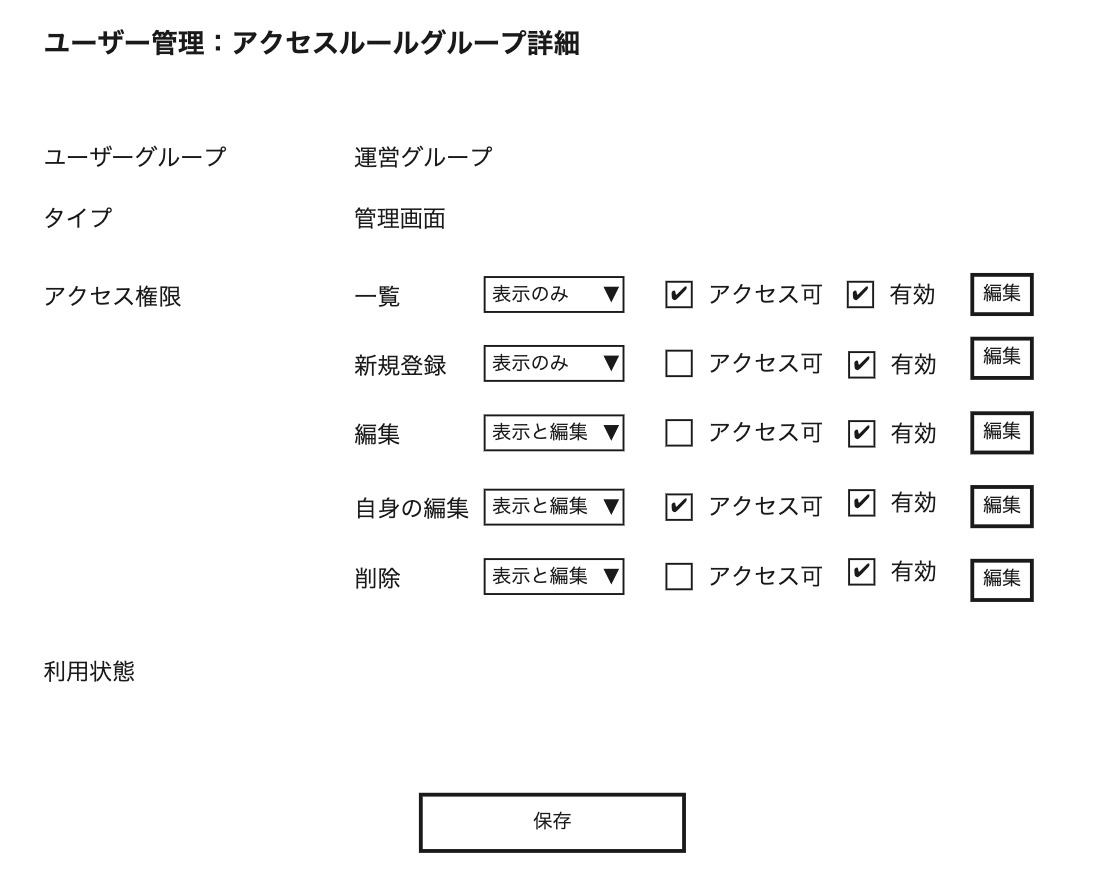 ユーザー管理：アクセスルールグループ詳細
ユーザーグループ 運営グループ
タイプ 管理画面
アクセス権限 一覧 表示のみ ▼ ✔ アクセス可 ✔ 有効 編集
新規登録 表示のみ ▼ アクセス可 ✔ 有効 編集
編集 表示と編集 ▼ アクセス可 ✔ 有効 編集
自身の編集 表示と編集 ▼ ✔ アクセス可 ✔ 有効 編集
削除 表示と編集 ▼ アクセス可 ✔ 有効 編集
利用状態
保存